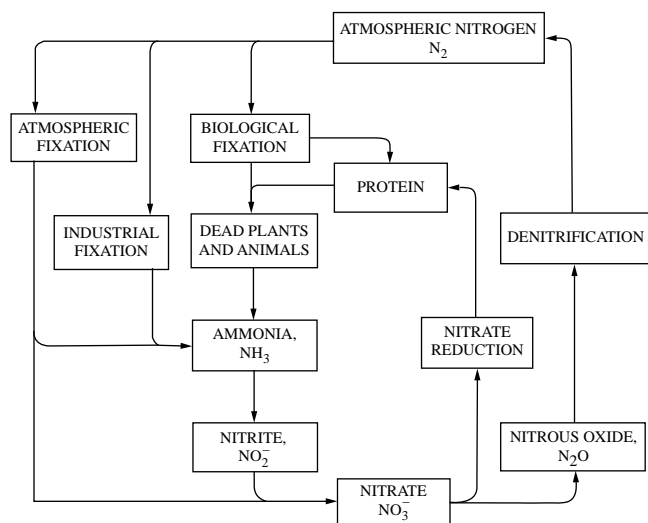 ATMOSPHERIC NITROGEN
N₂
ATMOSPHERIC
FIXATION
BIOLOGICAL
FIXATION
PROTEIN
INDUSTRIAL
FIXATION
DEAD PLANTS
AND ANIMALS
DENITRIFICATION
AMMONIA,
NH₃
NITRATE
REDUCTION
NITRITE,
NO₂⁻
NITROUS OXIDE,
N₂O
NITRATE
NO₃⁻